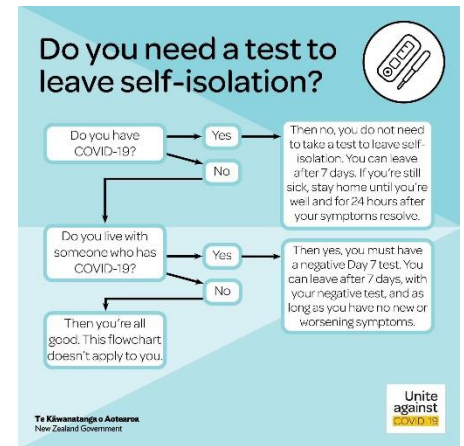 Do you need a test to
leave self-isolation?
Do you have
COVID-19?
Yes
No
Then no, you do not need
to take a test to leave self-
isolation. You can leave
after 7 days. If you're still
sick, stay home until you're
well and for 24 hours after
your symptoms resolve.
Do you live with
someone who has
COVID-19?
Yes
No
Then yes, you must have
a negative Day 7 test. You
can leave after 7 days, with
your negative test, and as
long as you have no new or
worsening symptoms.
Then you're all
good. This flowchart
doesn't apply to you.
Te Kāwanatanga o Aotearoa
New Zealand Government
Unite
against
COVID-19